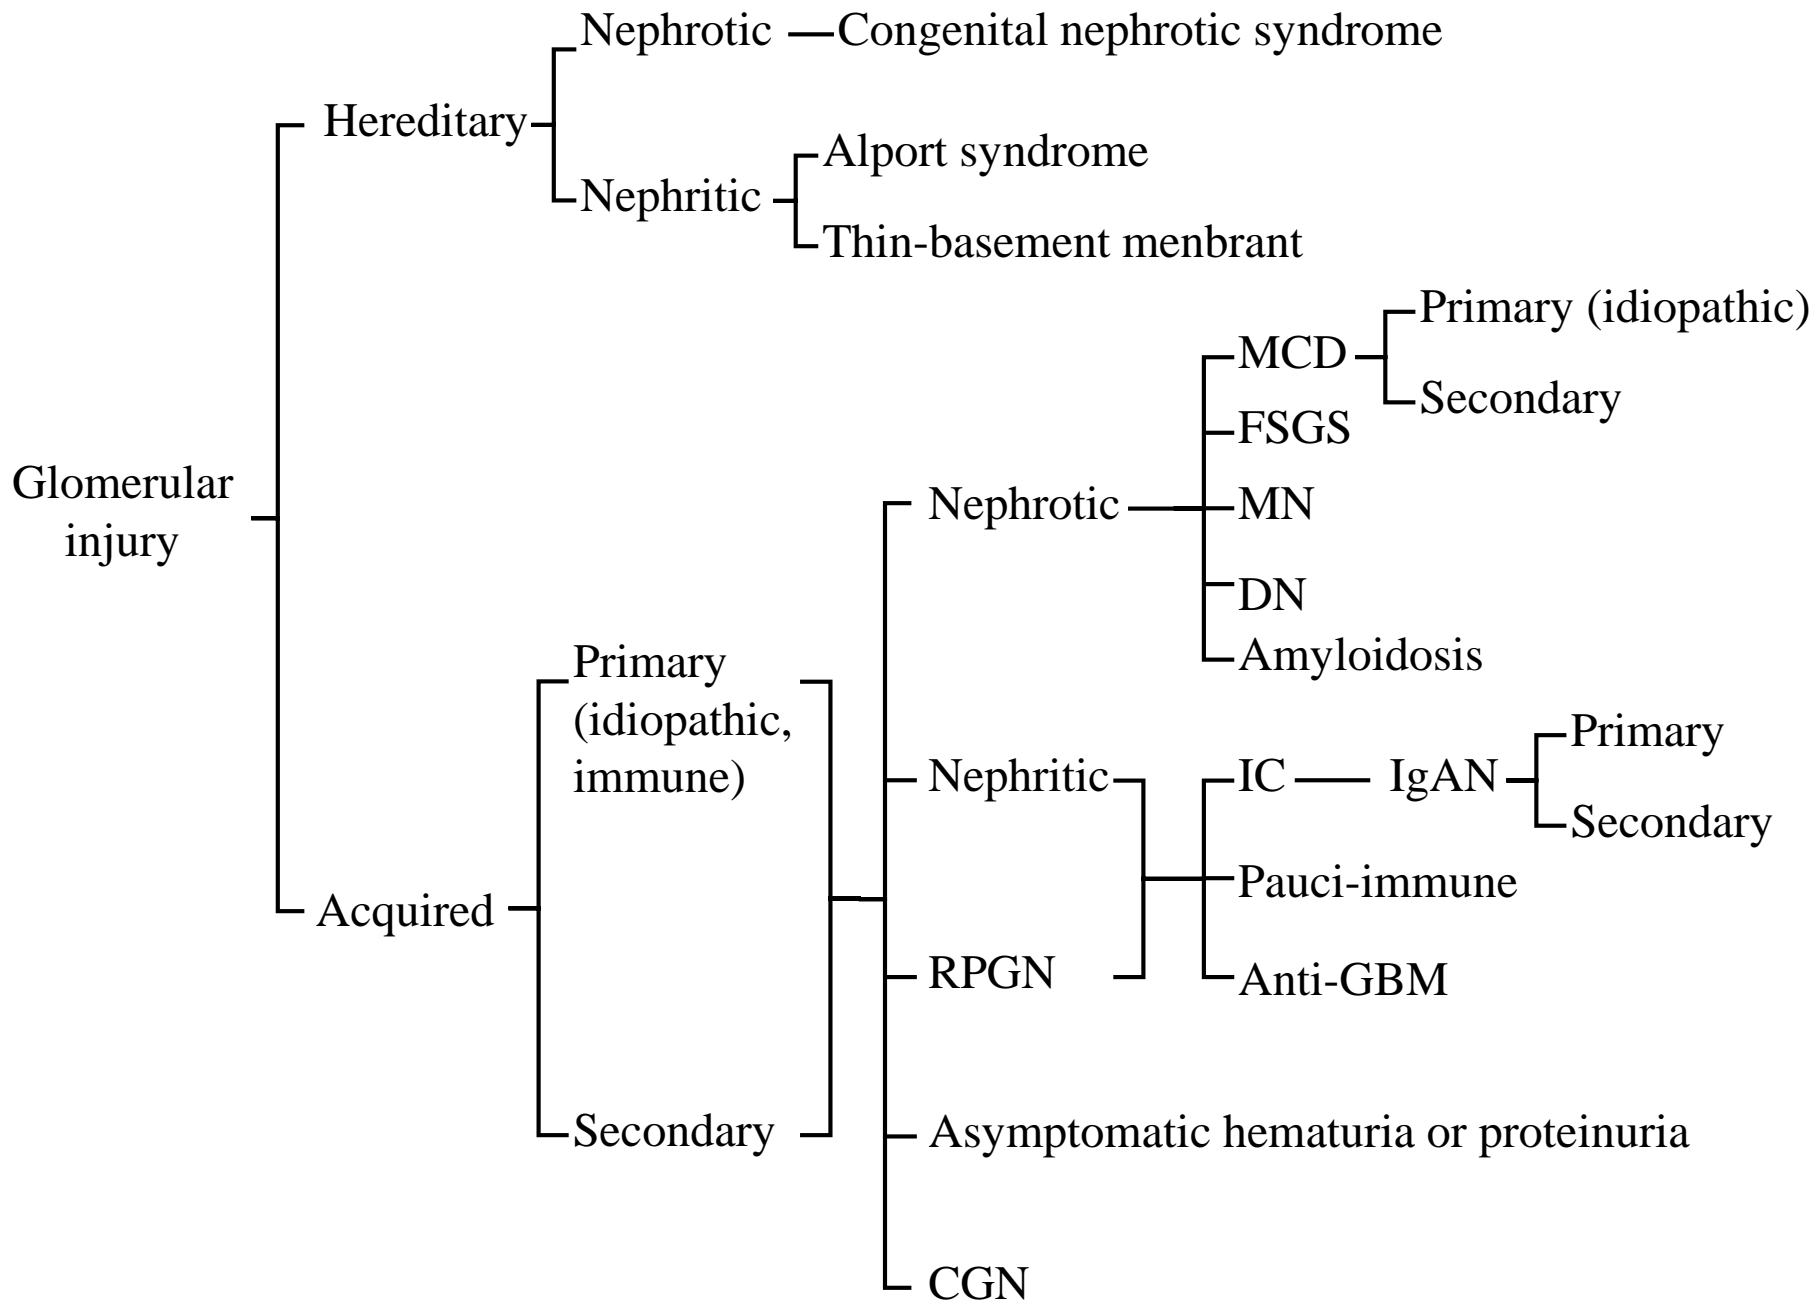 Nephrotic
Congenital nephrotic syndrome
Hereditary
Alport syndrome
Nephritic
Thin-basement menbrant
Primary (idiopathic)
MCD
Secondary
FSGS
Glomerular
injury
Nephrotic
MN
DN
Amyloidosis
Primary
(idiopathic,
immune)
Primary
Nephritic
IC
IgAN
Secondary
Pauci-immune
Acquired
RPGN
Anti-GBM
Secondary
Asymptomatic hematuria or proteinuria
CGN